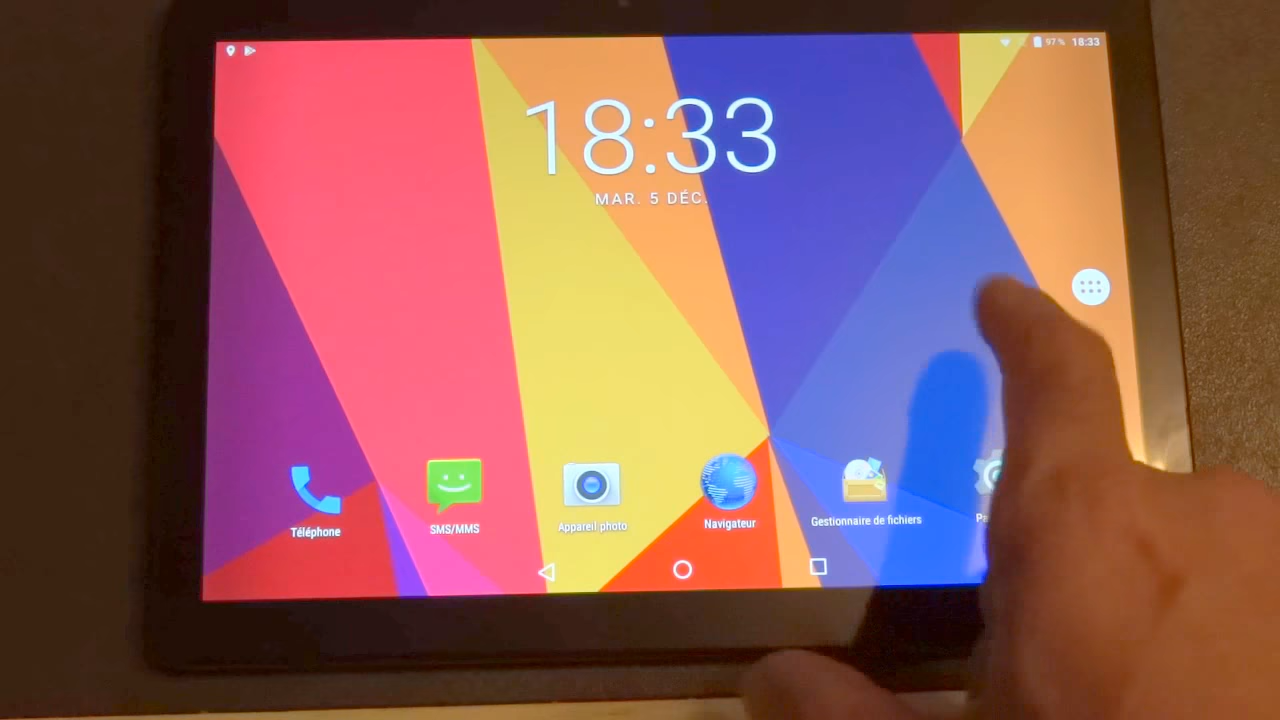 97 % 18:33
18:33
MAR. 5 DÉC.
Téléphone
SMS/MMS
Appareil photo
Navigateur
Gestionnaire de fichiers